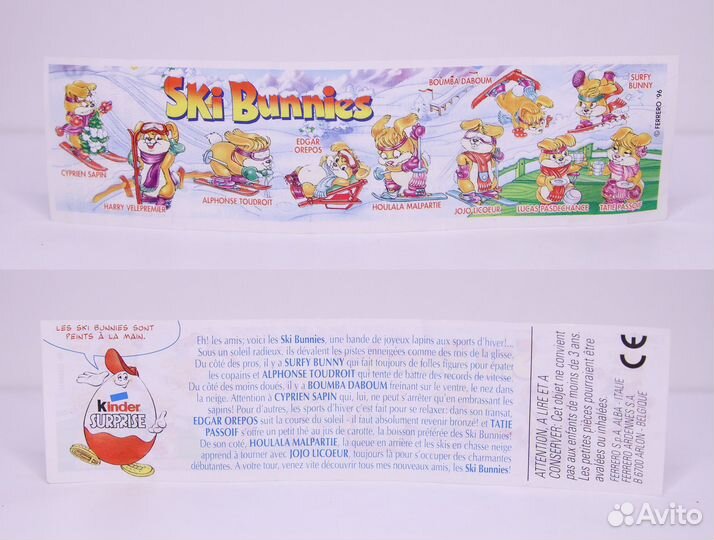 Ski Bunnies
BOUMBA DABOUM
SURFY
BUNNY
© FERRERO 96
EDGAR
OREPOS
CYPRIEN SAPIN
HARRY VELEPREMIER
ALPHONSE TOUDROIT
HOULALA MALPARTIE
JOJO LICOEUR
LUCAS PASDECHANCE
TATIE PASSOIF
LES SKI BUNNIES SONT
PEINTS À LA MAIN.
kinder
SURPRISE
Eh! les amis; voici les Ski Bunnies, une bande de joyeux lapins aux sports d'hiver!...
Sous un soleil radieux, ils dévalent les pistes enneigées comme des rois de la glisse.
Du côté des pros, il y a SURFY BUNNY qui fait toujours de folles figures pour épater
les copains et ALPHONSE TOUDROIT battant tous les records de vitesse.
Du côté des moins doués, il y a BOUMBA DABOUM freinant sur le ventre, le nez dans
la neige. Attention à CYPRIEN SAPIN qui, lui, ne peut s'arrêter qu'en embrassant les
sapins! Pour d'autres, les sports d'hiver c'est fait pour se relaxer: dans son transat,
EDGAR OREPOS suit la course du soleil - il faut absolument revenir bronzé! et TATIE
PASSOIF s'offre un petit thé au jus de carotte, la boisson préférée des Ski Bunnies!
De son coté, HOULALA MALPARTIE, la queue en arrière et les skis en chasse neige
apprend à tourner avec JOJO LICOEUR, toujours là pour s'occuper des charmantes
débutantes. A votre tour, venez vite découvrir tous mes nouveaux amis, les Ski Bunnies!
ATTENTION, A LIRE ET A
CONSERVER: Cet objet ne convient
pas aux enfants de moins de 3 ans.
Les petites pièces pourraient être
avalées ou inhalées.
FERRERO S.p.A. ALBA - ITALIE
FERRERO ARDENNES S.A.
B 6700 ARLON - BELGIQUE
CE
Avito